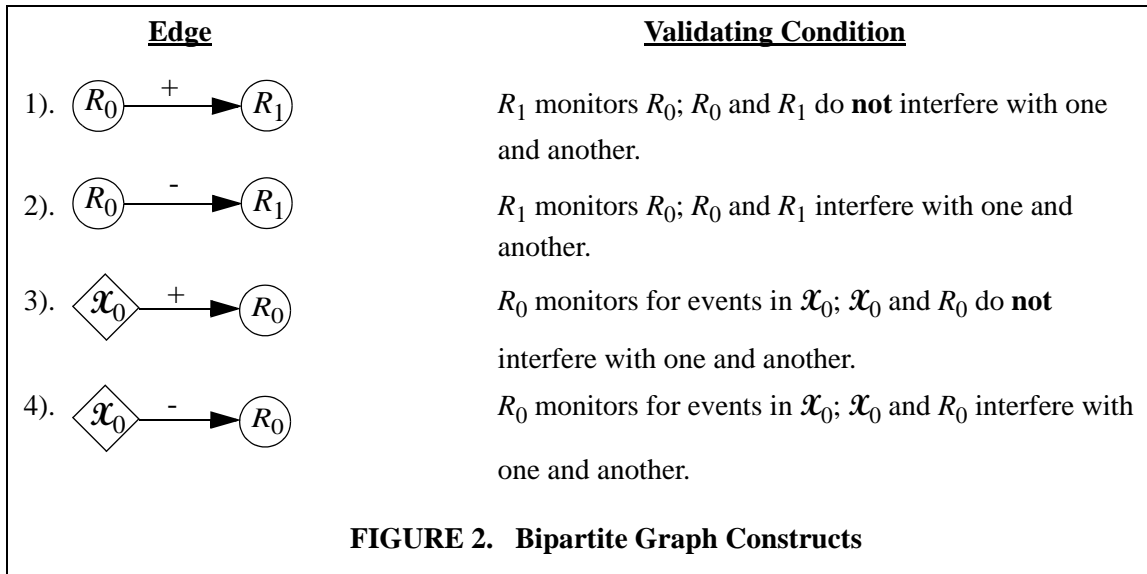 Edge Validating Condition
1). R₀ + R₁ R₁ monitors R₀; R₀ and R₁ do not interfere with one
and another.
2). R₀ - R₁ R₁ monitors R₀; R₀ and R₁ interfere with one and
another.
3). 𝒳₀ + R₀ R₀ monitors for events in 𝒳₀; 𝒳₀ and R₀ do not
interfere with one and another.
4). 𝒳₀ - R₀ R₀ monitors for events in 𝒳₀; 𝒳₀ and R₀ interfere with
one and another.
FIGURE 2. Bipartite Graph Constructs